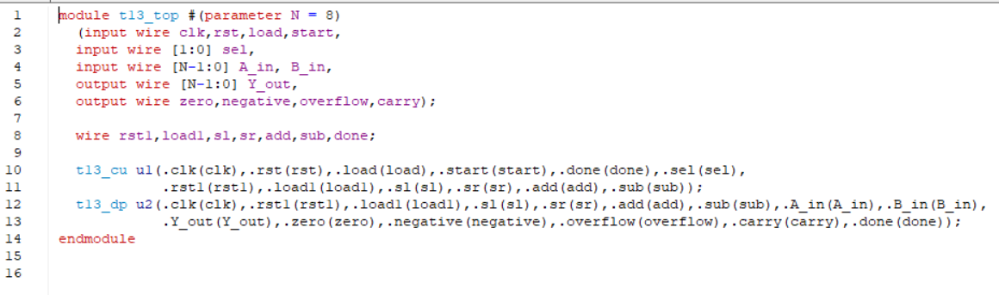 1 module tl3_top #(parameter N = 8)
2 (input wire clk,rst,load,start,
3 input wire [1:0] sel,
4 input wire [N-1:0] A_in, B_in,
5 output wire [N-1:0] Y_out,
6 output wire zero,negative,overflow,carry);
7
8 wire rst1,load1,sl,sr,add,sub,done;
9
10 tl3_cu u1(.clk(clk),.rst(rst),.load(load),.start(start),.done(done),.sel(sel),
11 .rst1(rst1),.load1(load1),.sl(sl),.sr(sr),.add(add),.sub(sub));
12 tl3_dp u2(.clk(clk),.rst1(rst1),.load1(load1),.sl(sl),.sr(sr),.add(add),.sub(sub),.A_in(A_in),.B_in(B_in),
13 .Y_out(Y_out),.zero(zero),.negative(negative),.overflow(overflow),.carry(carry),.done(done));
14 endmodule
15
16